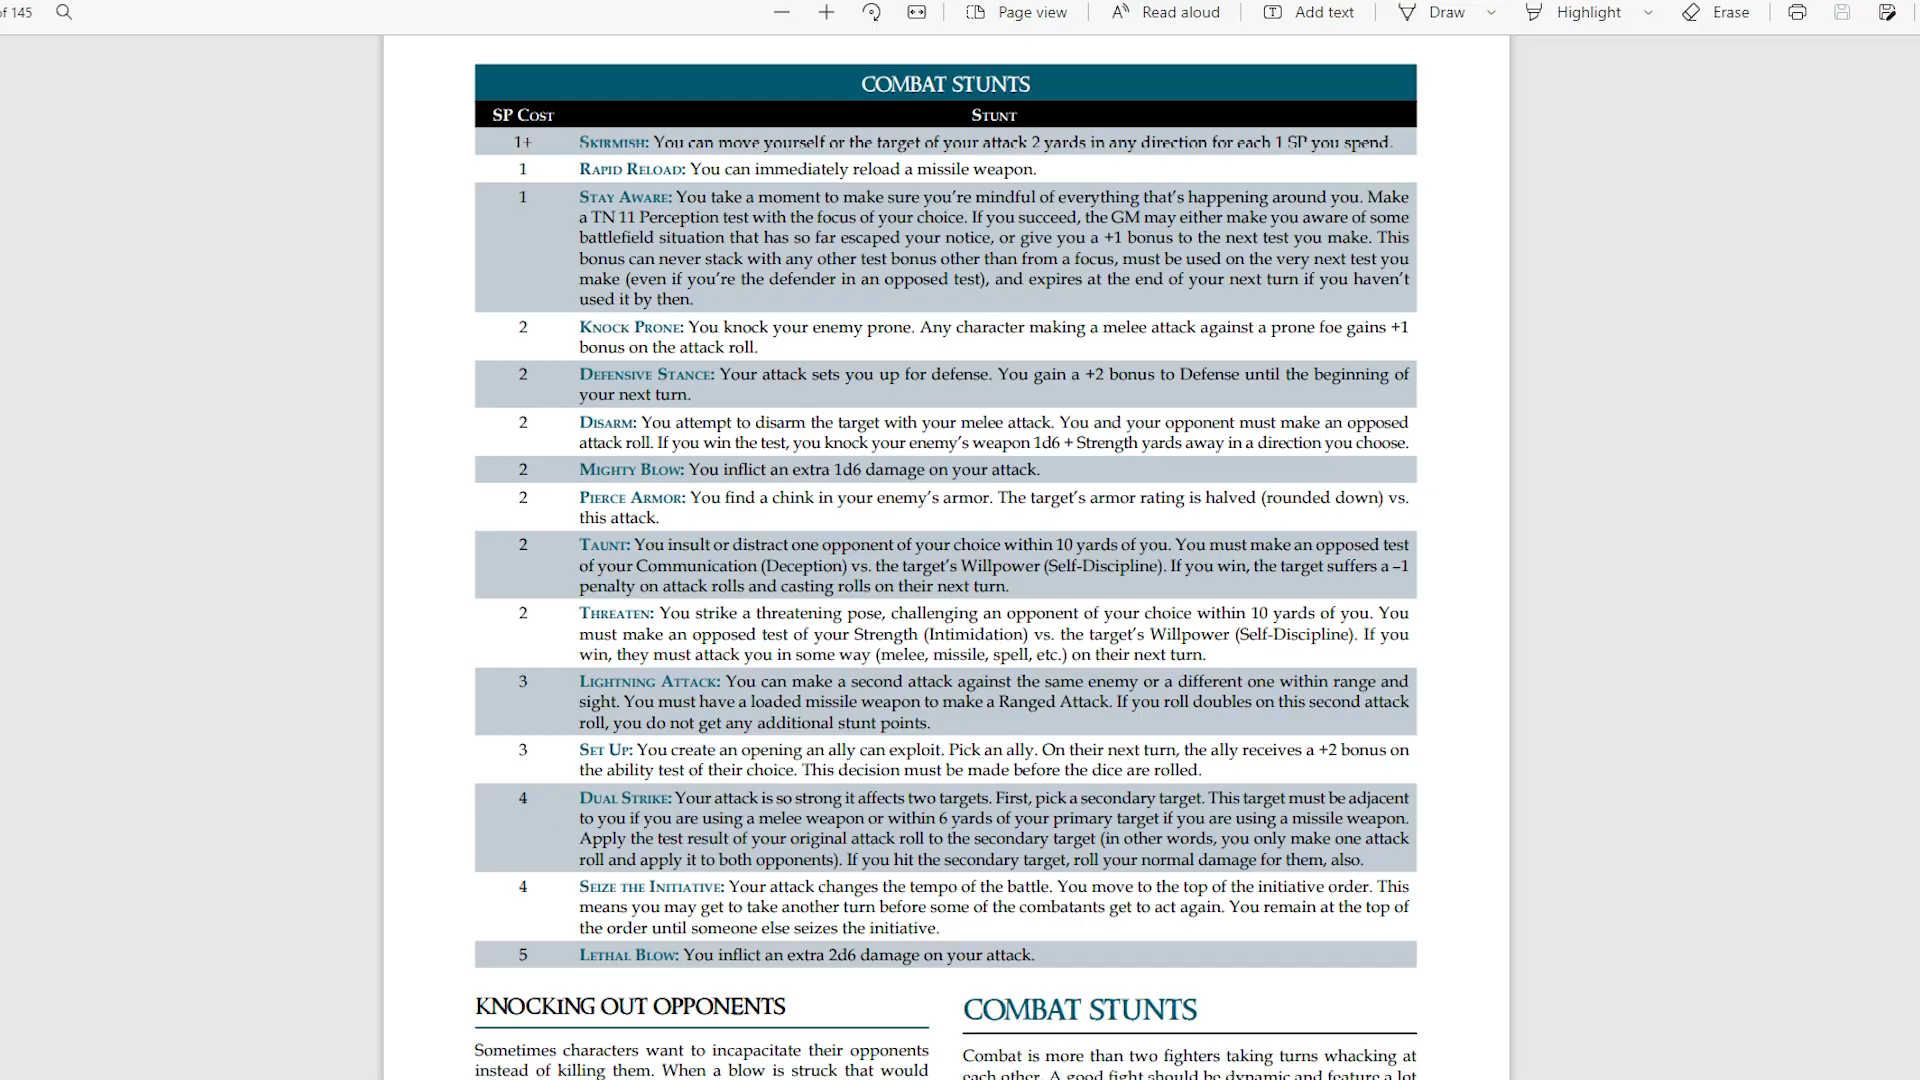 of 145
Page view
Read aloud
Add text
Draw
Highlight
Erase
COMBAT STUNTS
SP Cost Stunt
1+ Skirmish: You can move yourself or the target of your attack 2 yards in any direction for each 1 SP you spend.
1 Rapid Reload: You can immediately reload a missile weapon.
1 Stay Aware: You take a moment to make sure you're mindful of everything that's happening around you. Make
a TN 11 Perception test with the focus of your choice. If you succeed, the GM may either make you aware of some
battlefield situation that has so far escaped your notice, or give you a +1 bonus to the next test you make. This
bonus can never stack with any other test bonus other than from a focus, must be used on the very next test you
make (even if you're the defender in an opposed test), and expires at the end of your next turn if you haven't
used it by then.
2 Knock Prone: You knock your enemy prone. Any character making a melee attack against a prone foe gains +1
bonus on the attack roll.
2 Defensive Stance: Your attack sets you up for defense. You gain a +2 bonus to Defense until the beginning of
your next turn.
2 Disarm: You attempt to disarm the target with your melee attack. You and your opponent must make an opposed
attack roll. If you win the test, you knock your enemy's weapon 1d6 + Strength yards away in a direction you choose.
2 Mighty Blow: You inflict an extra 1d6 damage on your attack.
2 Pierce Armor: You find a chink in your enemy's armor. The target's armor rating is halved (rounded down) vs.
this attack.
2 Taunt: You insult or distract one opponent of your choice within 10 yards of you. You must make an opposed test
of your Communication (Deception) vs. the target's Willpower (Self-Discipline). If you win, the target suffers a –1
penalty on attack rolls and casting rolls on their next turn.
2 Threaten: You strike a threatening pose, challenging an opponent of your choice within 10 yards of you. You
must make an opposed test of your Strength (Intimidation) vs. the target's Willpower (Self-Discipline). If you
win, they must attack you in some way (melee, missile, spell, etc.) on their next turn.
3 Lightning Attack: You can make a second attack against the same enemy or a different one within range and
sight. You must have a loaded missile weapon to make a Ranged Attack. If you roll doubles on this second attack
roll, you do not get any additional stunt points.
3 Set Up: You create an opening an ally can exploit. Pick an ally. On their next turn, the ally receives a +2 bonus on
the ability test of their choice. This decision must be made before the dice are rolled.
4 Dual Strike: Your attack is so strong it affects two targets. First, pick a secondary target. This target must be adjacent
to you if you are using a melee weapon or within 6 yards of your primary target if you are using a missile weapon.
Apply the test result of your original attack roll to the secondary target (in other words, you only make one attack
roll and apply it to both opponents). If you hit the secondary target, roll your normal damage for them, also.
4 Seize the Initiative: Your attack changes the tempo of the battle. You move to the top of the initiative order. This
means you may get to take another turn before some of the combatants get to act again. You remain at the top of
the order until someone else seizes the initiative.
5 Lethal Blow: You inflict an extra 2d6 damage on your attack.
KNOCKING OUT OPPONENTS
Sometimes characters want to incapacitate their opponents
instead of killing them. When a blow is struck that would
COMBAT STUNTS
Combat is more than two fighters taking turns whacking at
each other. A good fight should be dynamic and feature a lot